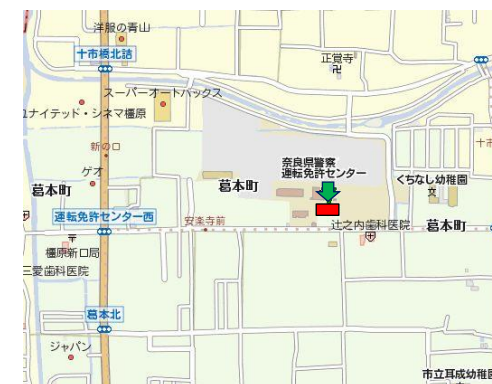 洋服の青山
十市橋北詰
正覚寺
スーパーオートバックス
ユナイテッド・シネマ橿原
新の口
十市
奈良県警察
運転免許センター
ゲオ
葛本町
葛本町
くちなし幼稚園
運転免許センター西
安楽寺前
辻之内歯科医院
葛本町
橿原新口局
三愛歯科医院
葛本北
ジャパン
市立耳成幼稚園